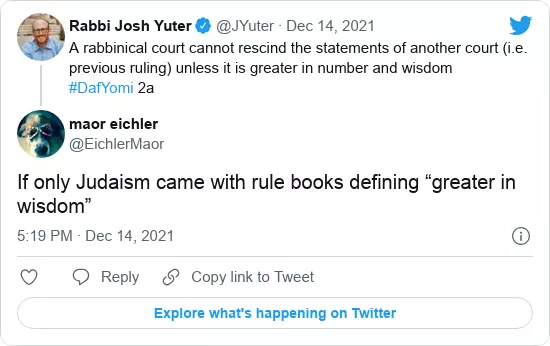 Rabbi Josh Yuter @JYuter · Dec 14, 2021
A rabbinical court cannot rescind the statements of another court (i.e.
previous ruling) unless it is greater in number and wisdom
#DafYomi 2a
maor eichler
@EichlerMaor
If only Judaism came with rule books defining “greater in
wisdom”
5:19 PM · Dec 14, 2021
Reply Copy link to Tweet
Explore what's happening on Twitter